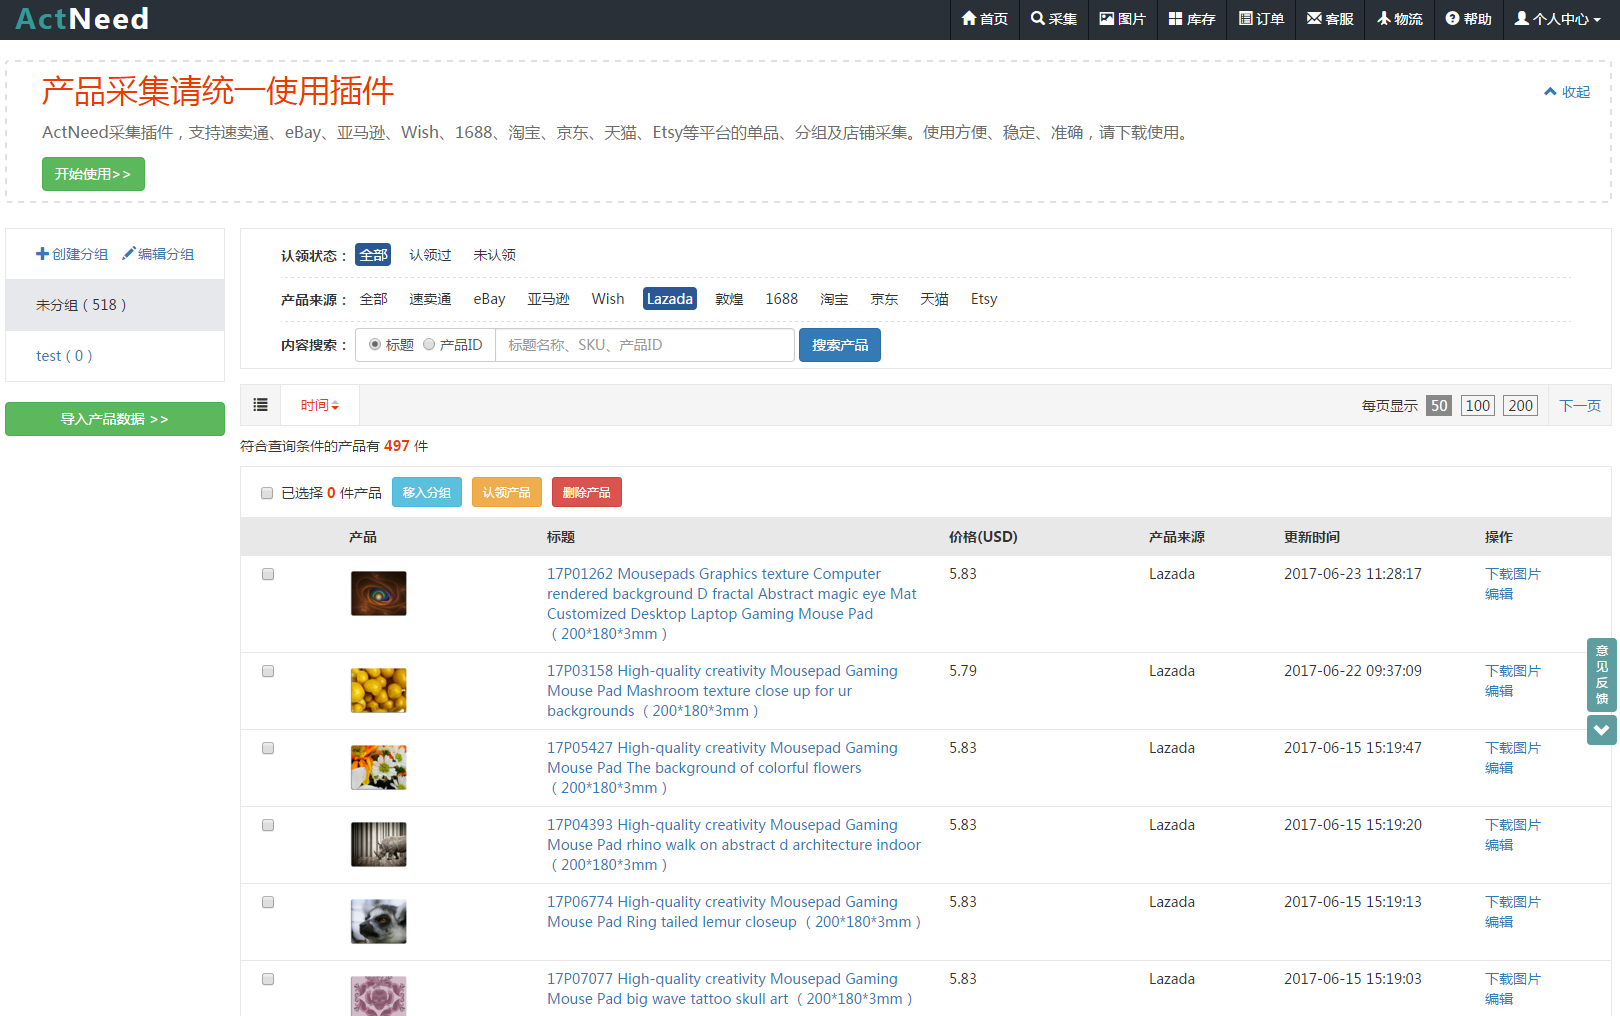 ActNeed
首页 采集 图片 库存 订单 客服 物流 帮助 个人中心
产品采集请统一使用插件
收起
ActNeed采集插件，支持速卖通、eBay、亚马逊、Wish、1688、淘宝、京东、天猫、Etsy等平台的单品、分组及店铺采集。使用方便、稳定、准确，请下载使用。
开始使用>>
创建分组 编辑分组
未分组（518）
test（0）
导入产品数据 >>
认领状态： 全部 认领过 未认领
产品来源： 全部 速卖通 eBay 亚马逊 Wish Lazada 敦煌 1688 淘宝 京东 天猫 Etsy
内容搜索： 标题 产品ID 标题名称、SKU、产品ID 搜索产品
时间 每页显示 50 100 200 下一页
符合查询条件的产品有 497 件
已选择 0 件产品 移入分组 认领产品 删除产品
产品 标题 价格(USD) 产品来源 更新时间 操作
17P01262 Mousepads Graphics texture Computer 5.83 Lazada 2017-06-23 11:28:17 下载图片
rendered background D fractal Abstract magic eye Mat 编辑
Customized Desktop Laptop Gaming Mouse Pad
（200*180*3mm）
17P03158 High-quality creativity Mousepad Gaming 5.79 Lazada 2017-06-22 09:37:09 下载图片
Mouse Pad Mashroom texture close up for ur 编辑
backgrounds （200*180*3mm）
17P05427 High-quality creativity Mousepad Gaming 5.83 Lazada 2017-06-15 15:19:47 下载图片
Mouse Pad The background of colorful flowers 编辑
（200*180*3mm）
17P04393 High-quality creativity Mousepad Gaming 5.83 Lazada 2017-06-15 15:19:20 下载图片
Mouse Pad rhino walk on abstract d architecture indoor 编辑
（200*180*3mm）
17P06774 High-quality creativity Mousepad Gaming 5.83 Lazada 2017-06-15 15:19:13 下载图片
Mouse Pad Ring tailed lemur closeup （200*180*3mm） 编辑
17P07077 High-quality creativity Mousepad Gaming 5.83 Lazada 2017-06-15 15:19:03 下载图片
Mouse Pad big wave tattoo skull art （200*180*3mm） 编辑
意见反馈